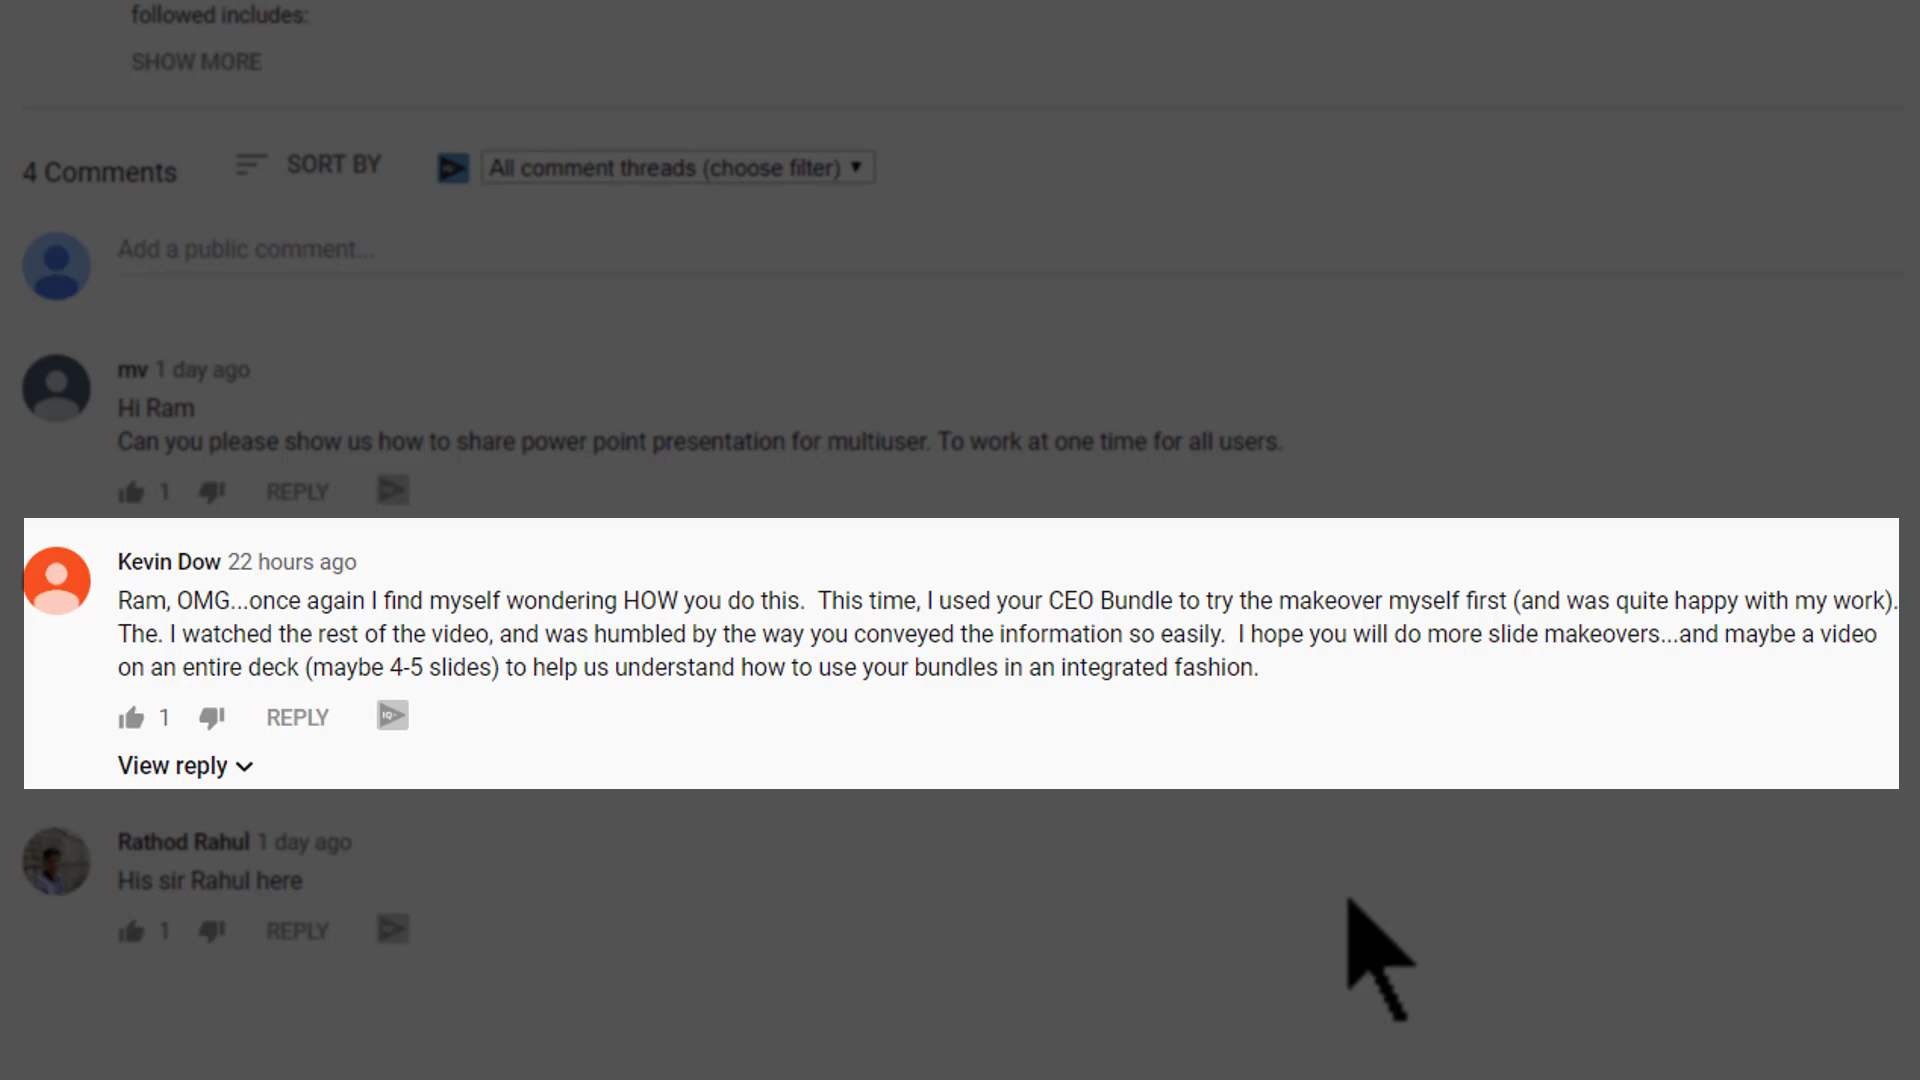 followed includes:
SHOW MORE
4 Comments
SORT BY
All comment threads (choose filter) ▼
Add a public comment...
mv 1 day ago
Hi Ram
Can you please show us how to share power point presentation for multiuser. To work at one time for all users.
1 REPLY
Kevin Dow 22 hours ago
Ram, OMG...once again I find myself wondering HOW you do this.  This time, I used your CEO Bundle to try the makeover myself first (and was quite happy with my work).
The. I watched the rest of the video, and was humbled by the way you conveyed the information so easily.  I hope you will do more slide makeovers...and maybe a video
on an entire deck (maybe 4-5 slides) to help us understand how to use your bundles in an integrated fashion.
1 REPLY IQ
View reply
Rathod Rahul 1 day ago
His sir Rahul here
1 REPLY